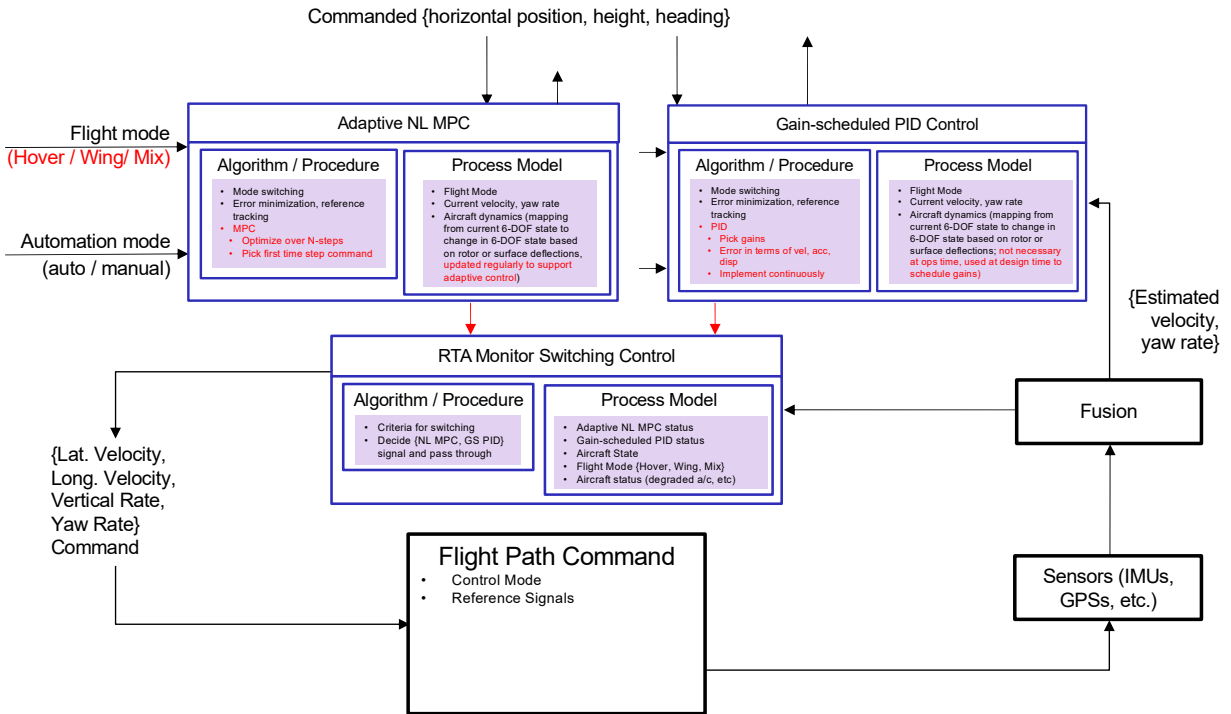 Commanded {horizontal position, height, heading}
Flight mode
(Hover / Wing/ Mix)
Automation mode
(auto / manual)
Adaptive NL MPC
Algorithm / Procedure
• Mode switching
• Error minimization, reference
tracking
• MPC
• Optimize over N-steps
• Pick first time step command
Process Model
• Flight Mode
• Current velocity, yaw rate
• Aircraft dynamics (mapping
from current 6-DOF state to
change in 6-DOF state based
on rotor or surface deflections,
updated regularly to support
adaptive control)
Gain-scheduled PID Control
Algorithm / Procedure
• Mode switching
• Error minimization, reference
tracking
• PID
• Pick gains
• Error in terms of vel, acc,
disp
• Implement continuously
Process Model
• Flight Mode
• Current velocity, yaw rate
• Aircraft dynamics (mapping from
current 6-DOF state to change in
6-DOF state based on rotor or
surface deflections; not necessary
at ops time, used at design time to
schedule gains)
{Estimated
velocity,
yaw rate}
RTA Monitor Switching Control
Algorithm / Procedure
• Criteria for switching
• Decide {NL MPC, GS PID}
signal and pass through
Process Model
• Adaptive NL MPC status
• Gain-scheduled PID status
• Aircraft State
• Flight Mode {Hover, Wing, Mix}
• Aircraft status (degraded a/c, etc)
Fusion
{Lat. Velocity,
Long. Velocity,
Vertical Rate,
Yaw Rate}
Command
Flight Path Command
• Control Mode
• Reference Signals
Sensors (IMUs,
GPSs, etc.)